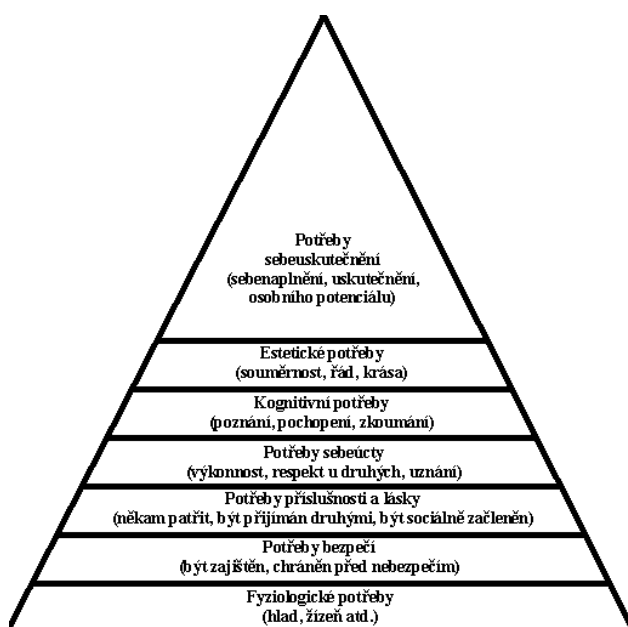 Potřeby
sebeuskutečnění
(sebenaplnění, uskutečnění,
osobního potenciálu)
Estetické potřeby
(souměrnost, řád, krása)
Kognitivní potřeby
(poznání, pochopení, zkoumání)
Potřeby sebeúcty
(výkonnost, respekt u druhých, uznání)
Potřeby příslušnosti a lásky
(někam patřit, být přijímán druhými, být sociálně začleněn)
Potřeby bezpečí
(být zajištěn, chráněn před nebezpečím)
Fyziologické potřeby
(hlad, žízeň atd.)